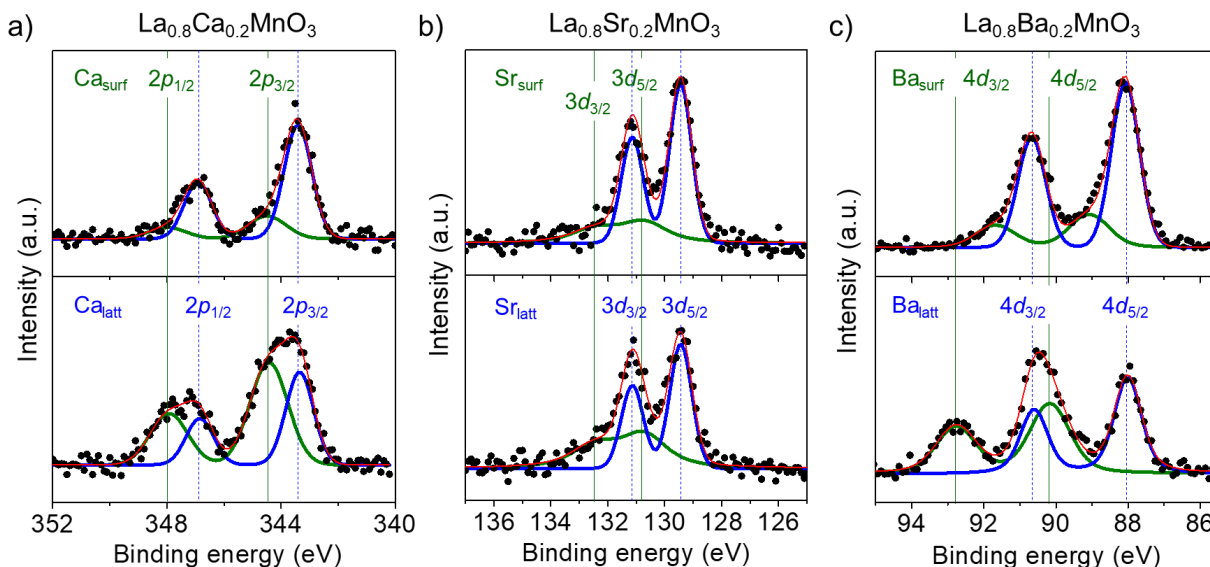 a) La0.8Ca0.2MnO3
Casurf 2p1/2 2p3/2
Calatt 2p1/2 2p3/2
Intensity (a.u.)
352 348 344 340
Binding energy (eV)
b) La0.8Sr0.2MnO3
Srsurf 3d5/2
3d3/2
Srlatt 3d3/2 3d5/2
Intensity (a.u.)
136 134 132 130 128 126
Binding energy (eV)
c) La0.8Ba0.2MnO3
Basurf 4d3/2 4d5/2
Balatt 4d3/2 4d5/2
Intensity (a.u.)
94 92 90 88 86
Binding energy (eV)